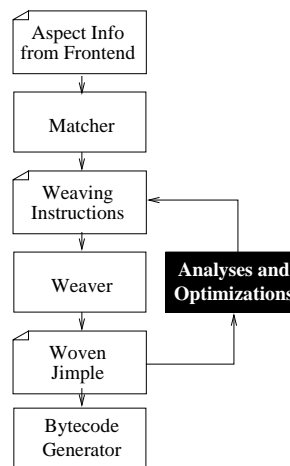 Aspect Info
from Frontend
Matcher
Weaving
Instructions
Weaver
Analyses and
Optimizations
Woven
Jimple
Bytecode
Generator